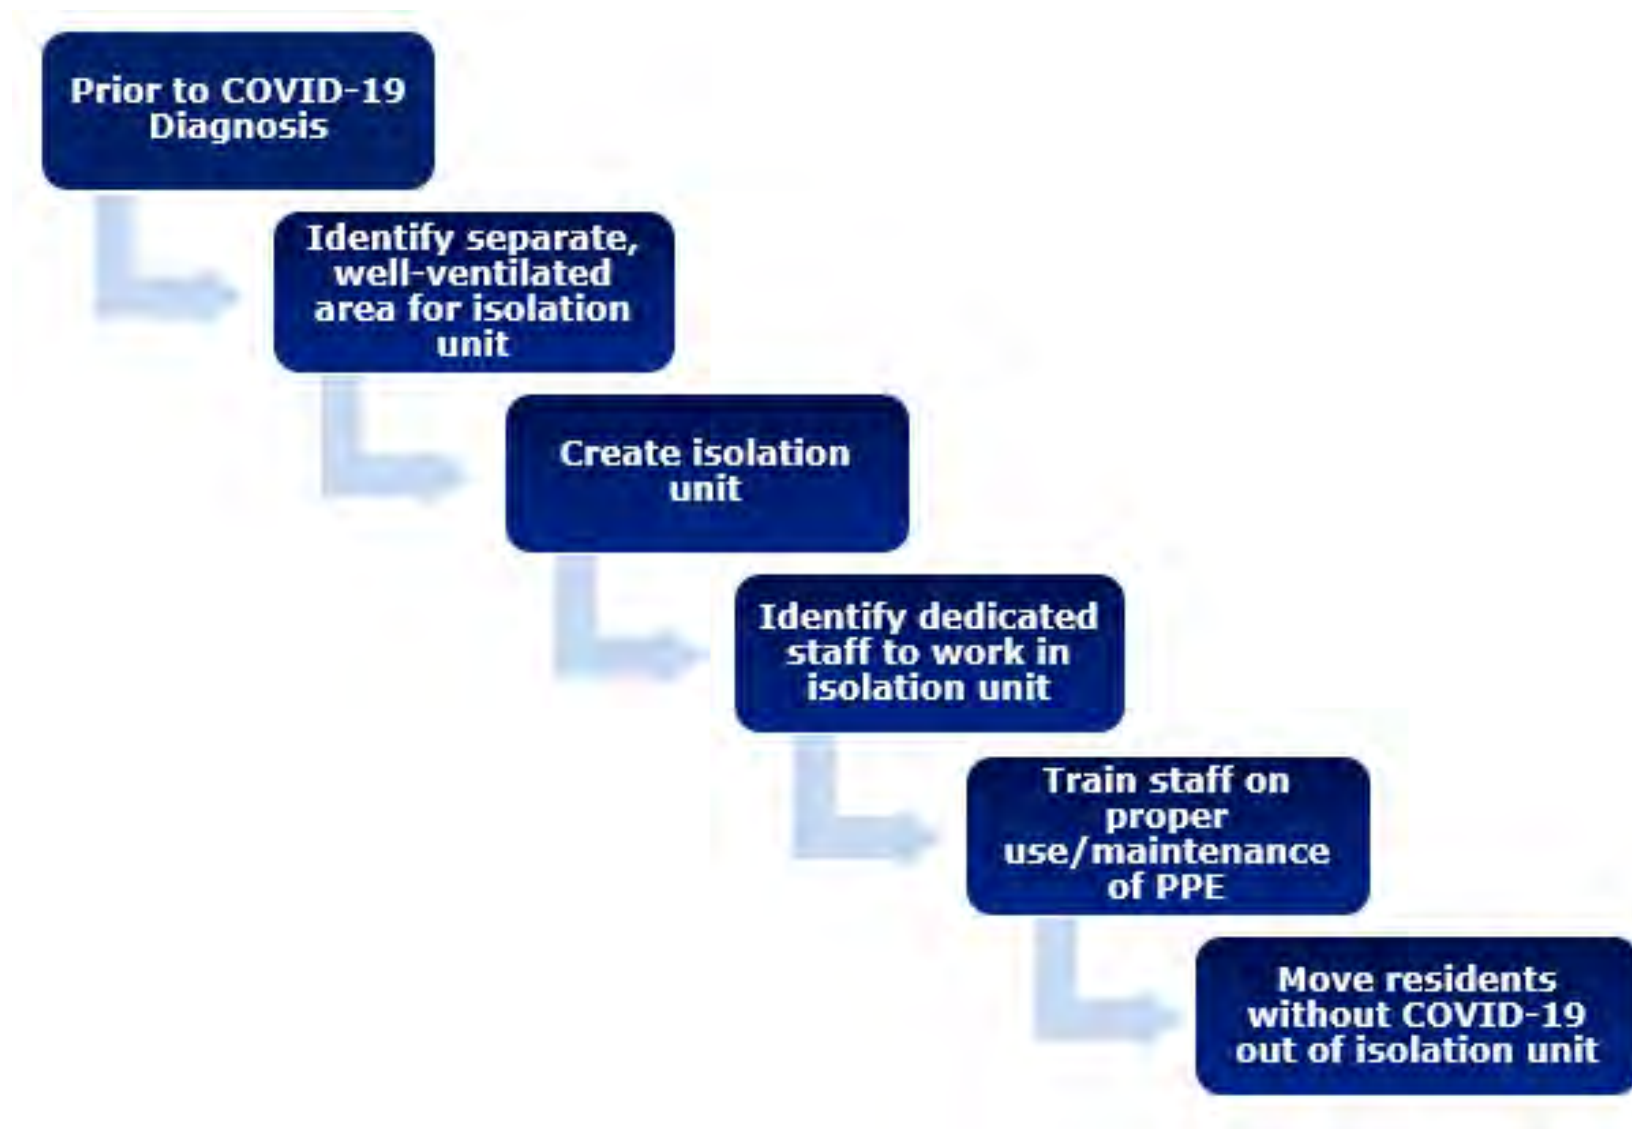 Prior to COVID-19
Diagnosis
Identify separate,
well-ventilated
area for isolation
unit
Create isolation
unit
Identify dedicated
staff to work in
isolation unit
Train staff on
proper
use/maintenance
of PPE
Move residents
without COVID-19
out of isolation unit